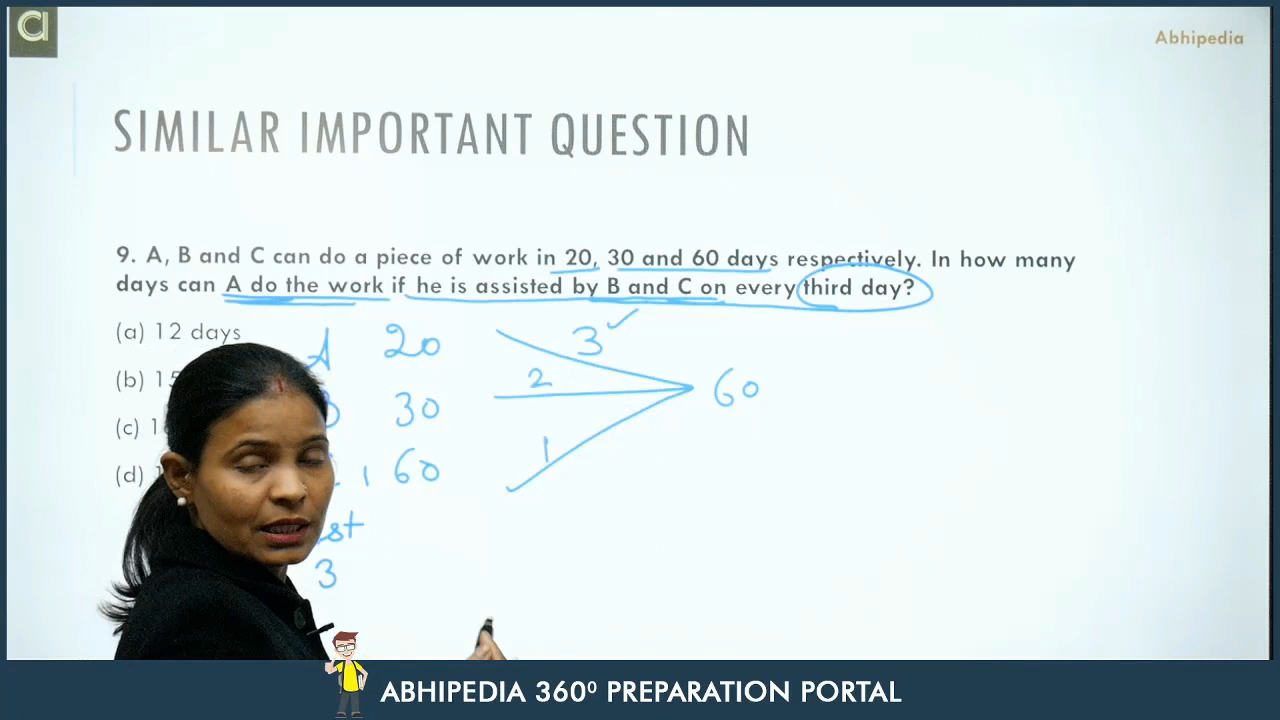 Abhipedia
SIMILAR IMPORTANT QUESTION
9. A, B and C can do a piece of work in 20, 30 and 60 days respectively. In how many
days can A do the work if he is assisted by B and C on every third day?
(a) 12 days
A 20
3
(b)
2
60
30
(c)
(d)
60
1
st
3
ABHIPEDIA 360⁰ PREPARATION PORTAL